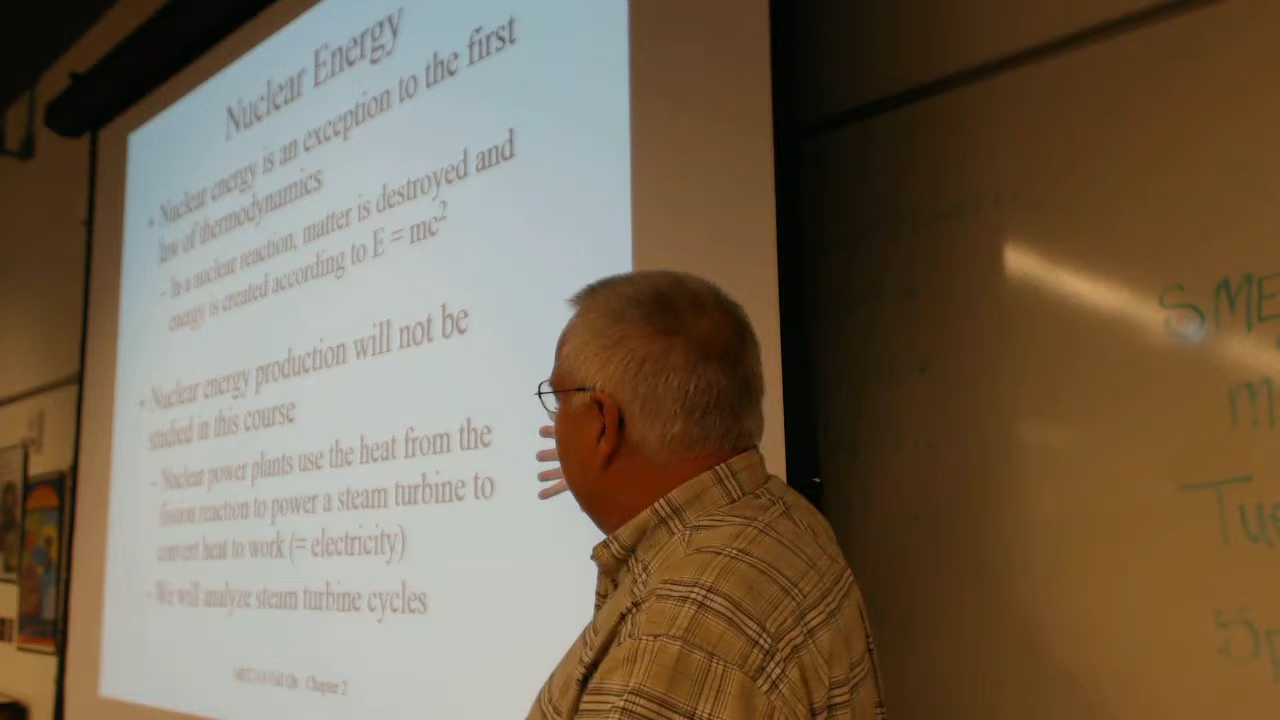 Nuclear Energy
• Nuclear energy is an exception to the first
law of thermodynamics
- In a nuclear reaction, matter is destroyed and
energy is created according to E = mc²
• Nuclear energy production will not be
studied in this course
- Nuclear power plants use the heat from the
fission reaction to power a steam turbine to
convert heat to work (= electricity)
- We will analyze steam turbine cycles
Chapter 2
SME
m
Tue
5p